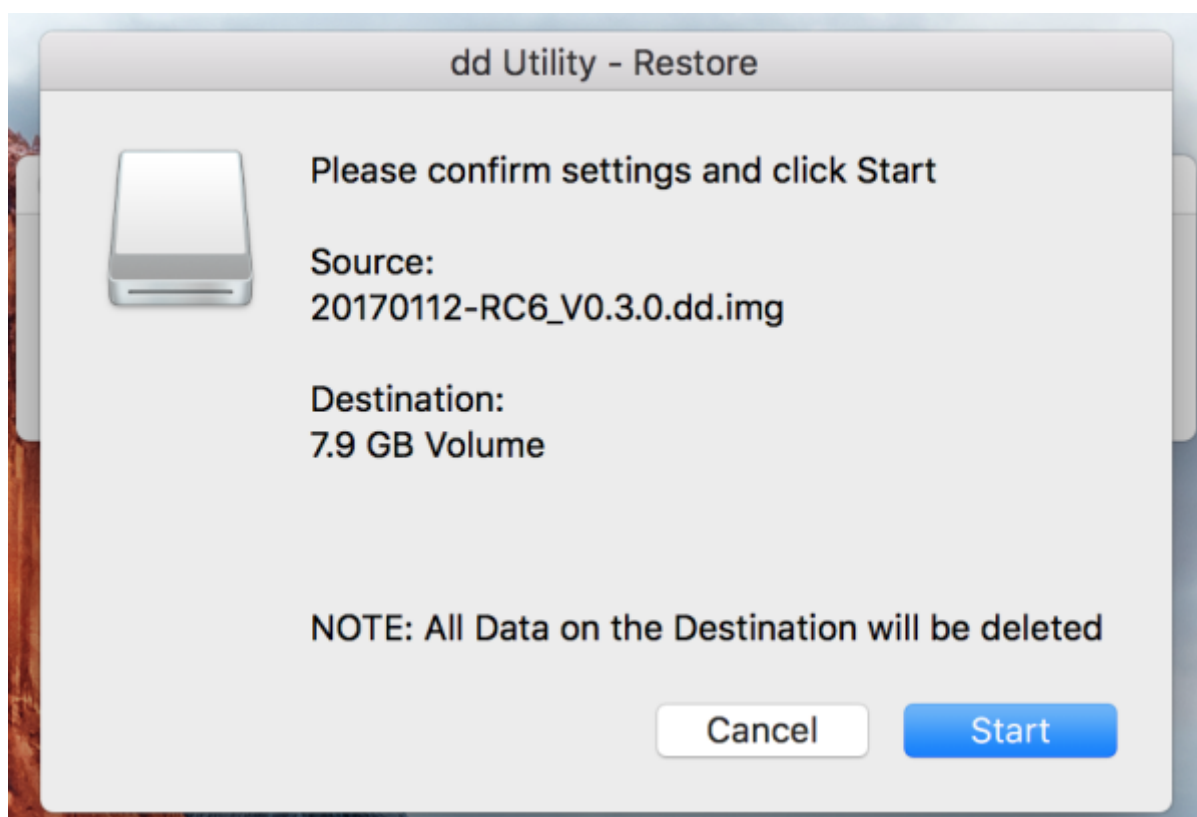 dd Utility - Restore
Please confirm settings and click Start
Source:
20170112-RC6_V0.3.0.dd.img
Destination:
7.9 GB Volume
NOTE: All Data on the Destination will be deleted
Cancel
Start